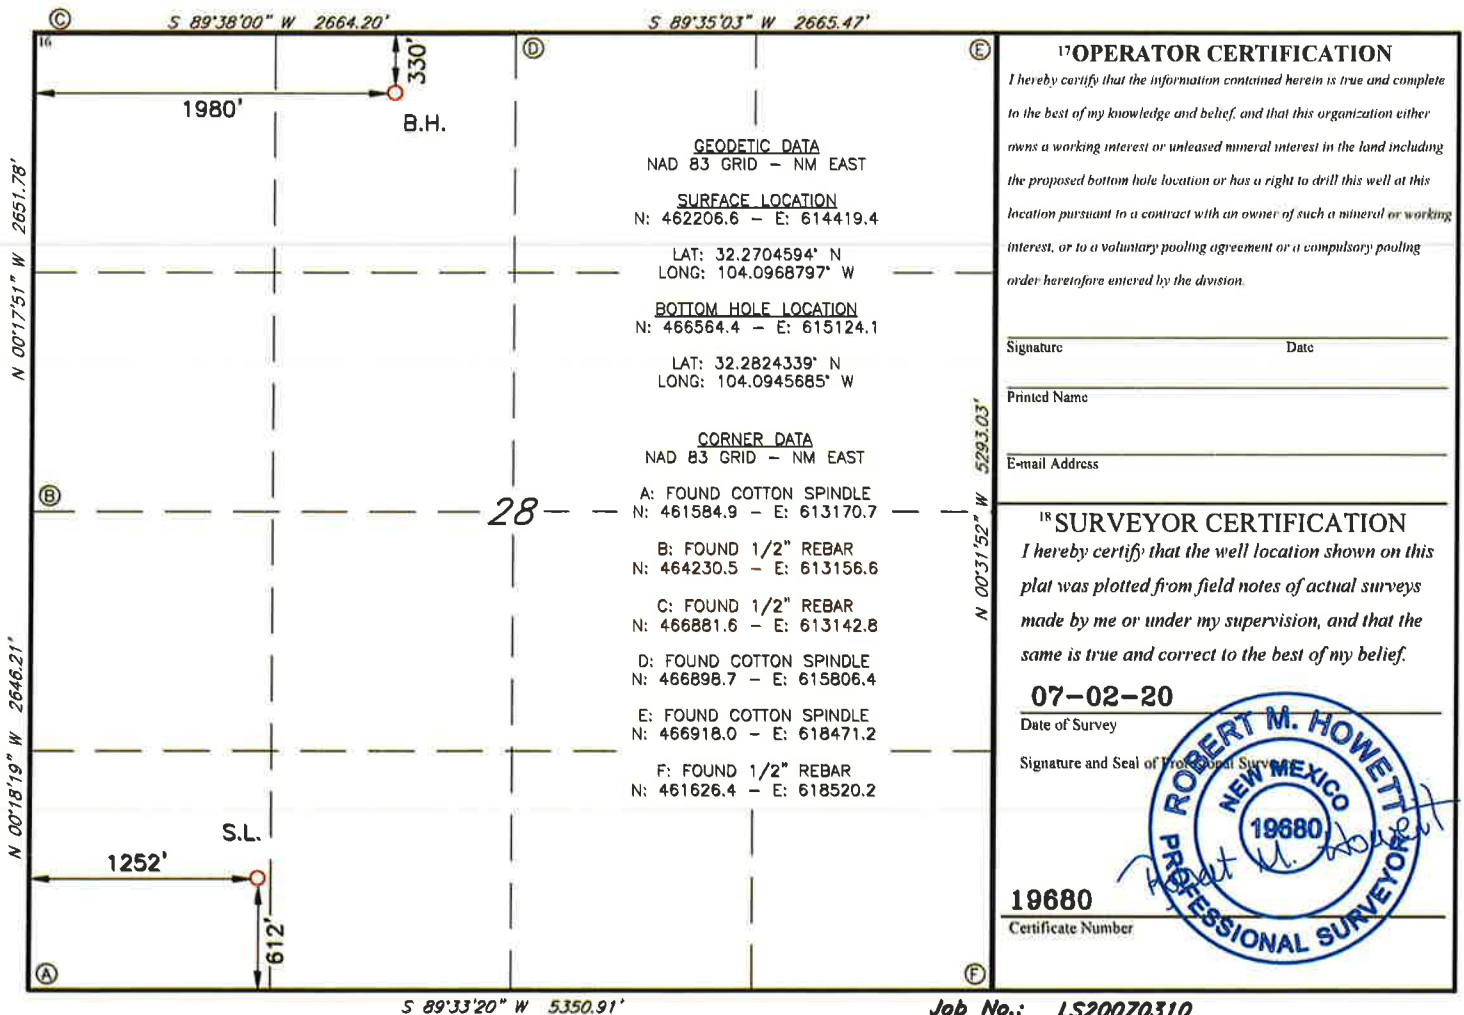 C
S 89°38'00" W 2664.20'
S 89°35'03" W 2665.47'
16
D
E
330'
1980'
B.H.
N 00°17'51" W 2651.78'
GEODETIC DATA
NAD 83 GRID – NM EAST
SURFACE LOCATION
N: 462206.6 – E: 614419.4
LAT: 32.2704594° N
LONG: 104.0968797° W
BOTTOM HOLE LOCATION
N: 466564.4 – E: 615124.1
LAT: 32.2824339° N
LONG: 104.0945685° W
CORNER DATA
NAD 83 GRID – NM EAST
A: FOUND COTTON SPINDLE
N: 461584.9 – E: 613170.7
B: FOUND 1/2" REBAR
N: 464230.5 – E: 613156.6
C: FOUND 1/2" REBAR
N: 466881.6 – E: 613142.8
D: FOUND COTTON SPINDLE
N: 466898.7 – E: 615806.4
E: FOUND COTTON SPINDLE
N: 466918.0 – E: 618471.2
F: FOUND 1/2" REBAR
N: 461626.4 – E: 618520.2
B
28
N 00°31'52" W 5293.03'
N 00°18'19" W 2646.21'
S.L.
1252'
612'
A
F
S 89°33'20" W 5350.91'
17 OPERATOR CERTIFICATION
I hereby certify that the information contained herein is true and complete
to the best of my knowledge and belief, and that this organization either
owns a working interest or unleased mineral interest in the land including
the proposed bottom hole location or has a right to drill this well at this
location pursuant to a contract with an owner of such a mineral or working
interest, or to a voluntary pooling agreement or a compulsory pooling
order heretofore entered by the division.
Signature Date
Printed Name
E-mail Address
18 SURVEYOR CERTIFICATION
I hereby certify that the well location shown on this
plat was plotted from field notes of actual surveys
made by me or under my supervision, and that the
same is true and correct to the best of my belief.
07-02-20
Date of Survey
Signature and Seal of Professional Surveyor
ROBERT M. HOWETT
NEW MEXICO
19680
PROFESSIONAL SURVEYOR
Robert M. Howett
19680
Certificate Number
Job No.: LS20070310